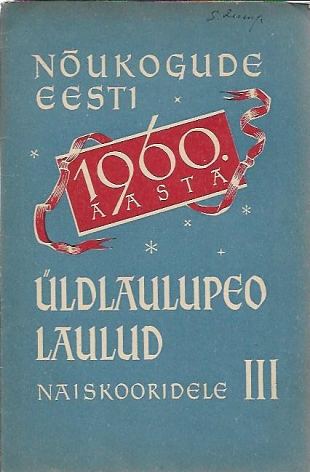 NÕUKOGUDE
EESTI
1960.
AASTA
ÜLDLAULUPEO
LAULUD
NAISKOORIDELE III